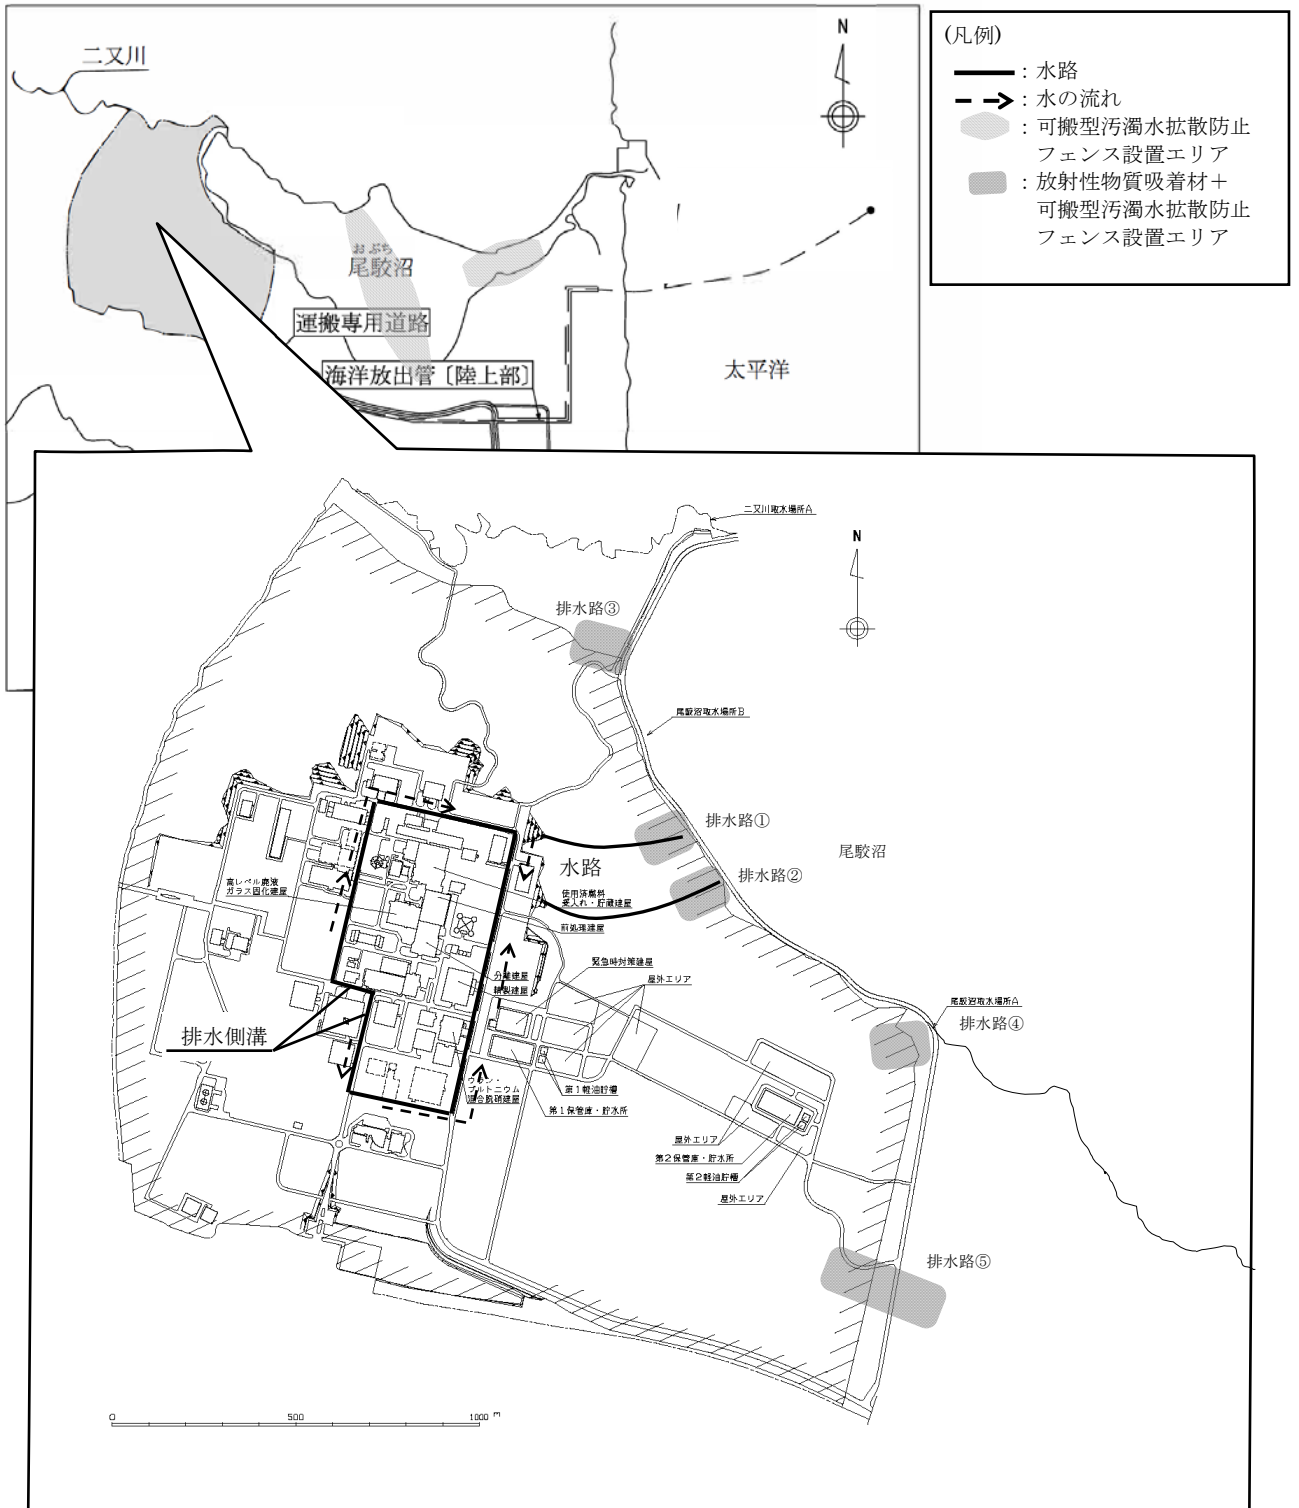 二又川
N
(凡例)
：水路
：水の流れ
：可搬型汚濁水拡散防止
フェンス設置エリア
：放射性物質吸着材＋
可搬型汚濁水拡散防止
フェンス設置エリア
おぶち
尾駮沼
運搬専用道路
海洋放出管〔陸上部〕
太平洋
二又川取水場所A
N
排水路③
尾駮沼取水場所B
排水路①
尾駮沼
排水路②
水路
使用済燃料
受入れ・貯蔵建屋
高レベル廃液
ガラス固化建屋
前処理建屋
緊急時対策建屋
分離建屋
屋外エリア
精製建屋
尾駮沼取水場所A
排水路④
排水側溝
ウラン・
プルトニウム
混合脱硝建屋
第1軽油貯槽
第1保管庫・貯水所
屋外エリア
第2保管庫・貯水所
第2軽油貯槽
屋外エリア
排水路⑤
0 500 1000 m